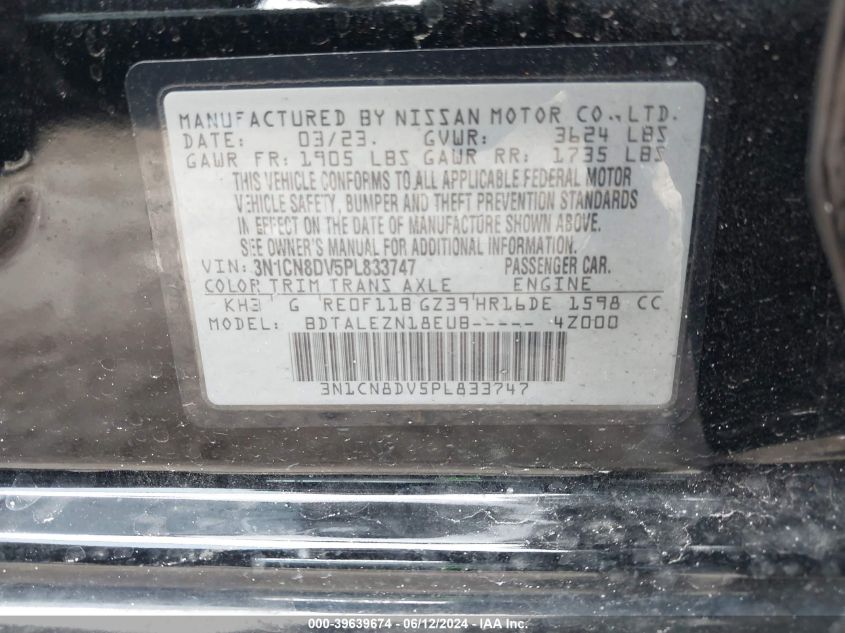 MANUFACTURED BY NISSAN MOTOR CO.,LTD.
DATE: 03/23. GVWR: 3624 LBS
GAWR FR: 1905 LBS GAWR RR: 1735 LBS
THIS VEHICLE CONFORMS TO ALL APPLICABLE FEDERAL MOTOR
VEHICLE SAFETY, BUMPER AND THEFT PREVENTION STANDARDS
IN EFFECT ON THE DATE OF MANUFACTURE SHOWN ABOVE.
SEE OWNER'S MANUAL FOR ADDITIONAL INFORMATION.
VIN: 3N1CN8DV5PL833747 PASSENGER CAR.
COLOR TRIM TRANS AXLE ENGINE
KH3 G RE0F11B GZ39 HR16DE 1598 CC
MODEL: BDTALEZN18EUB----- 4Z000
3N1CN8DV5PL833747
000-39639674 / 06/12/2024 / IAAI.COM